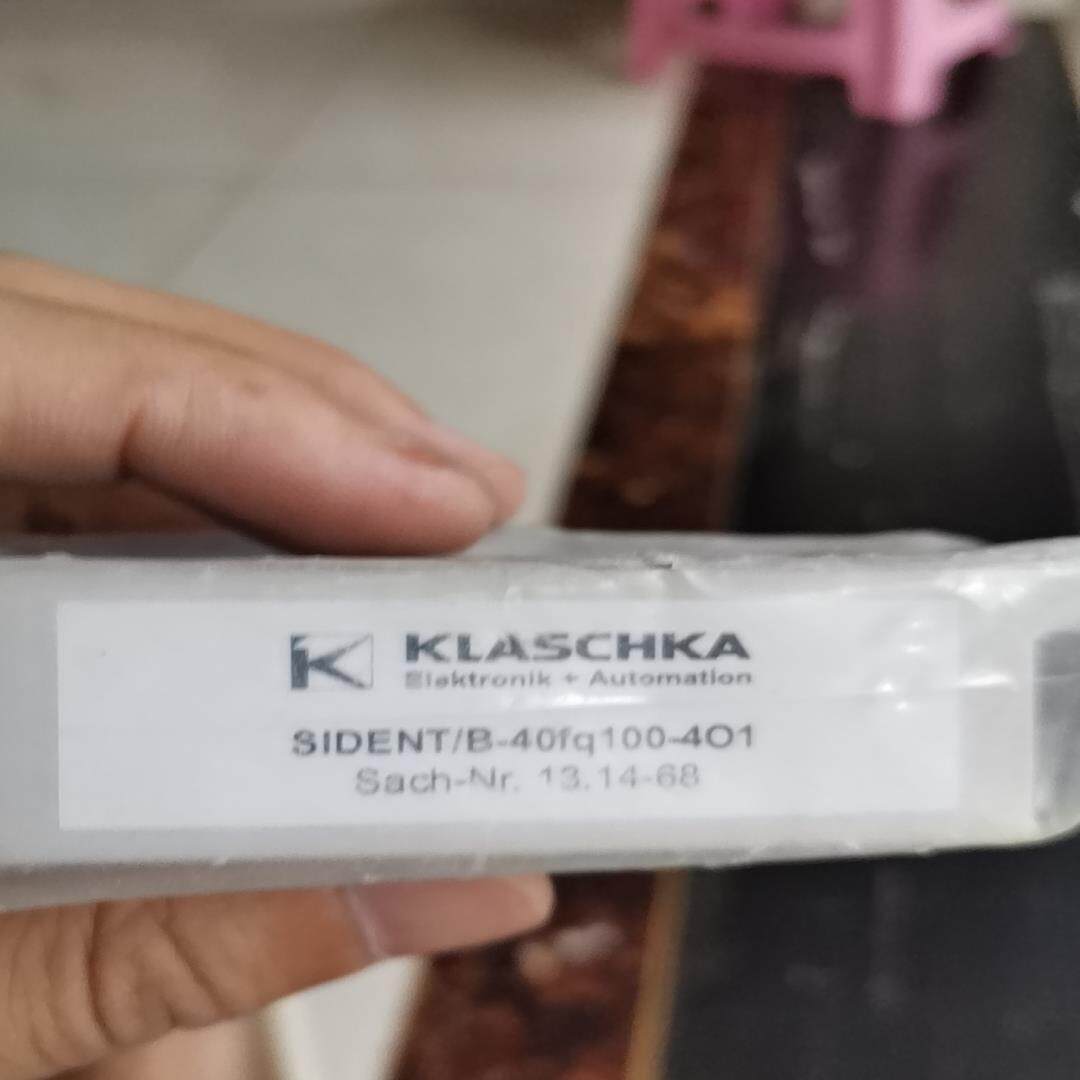 KLASCHKA
Elektronik + Automation
SIDENT/B-40fq100-4O1
Sach-Nr. 13.14-68